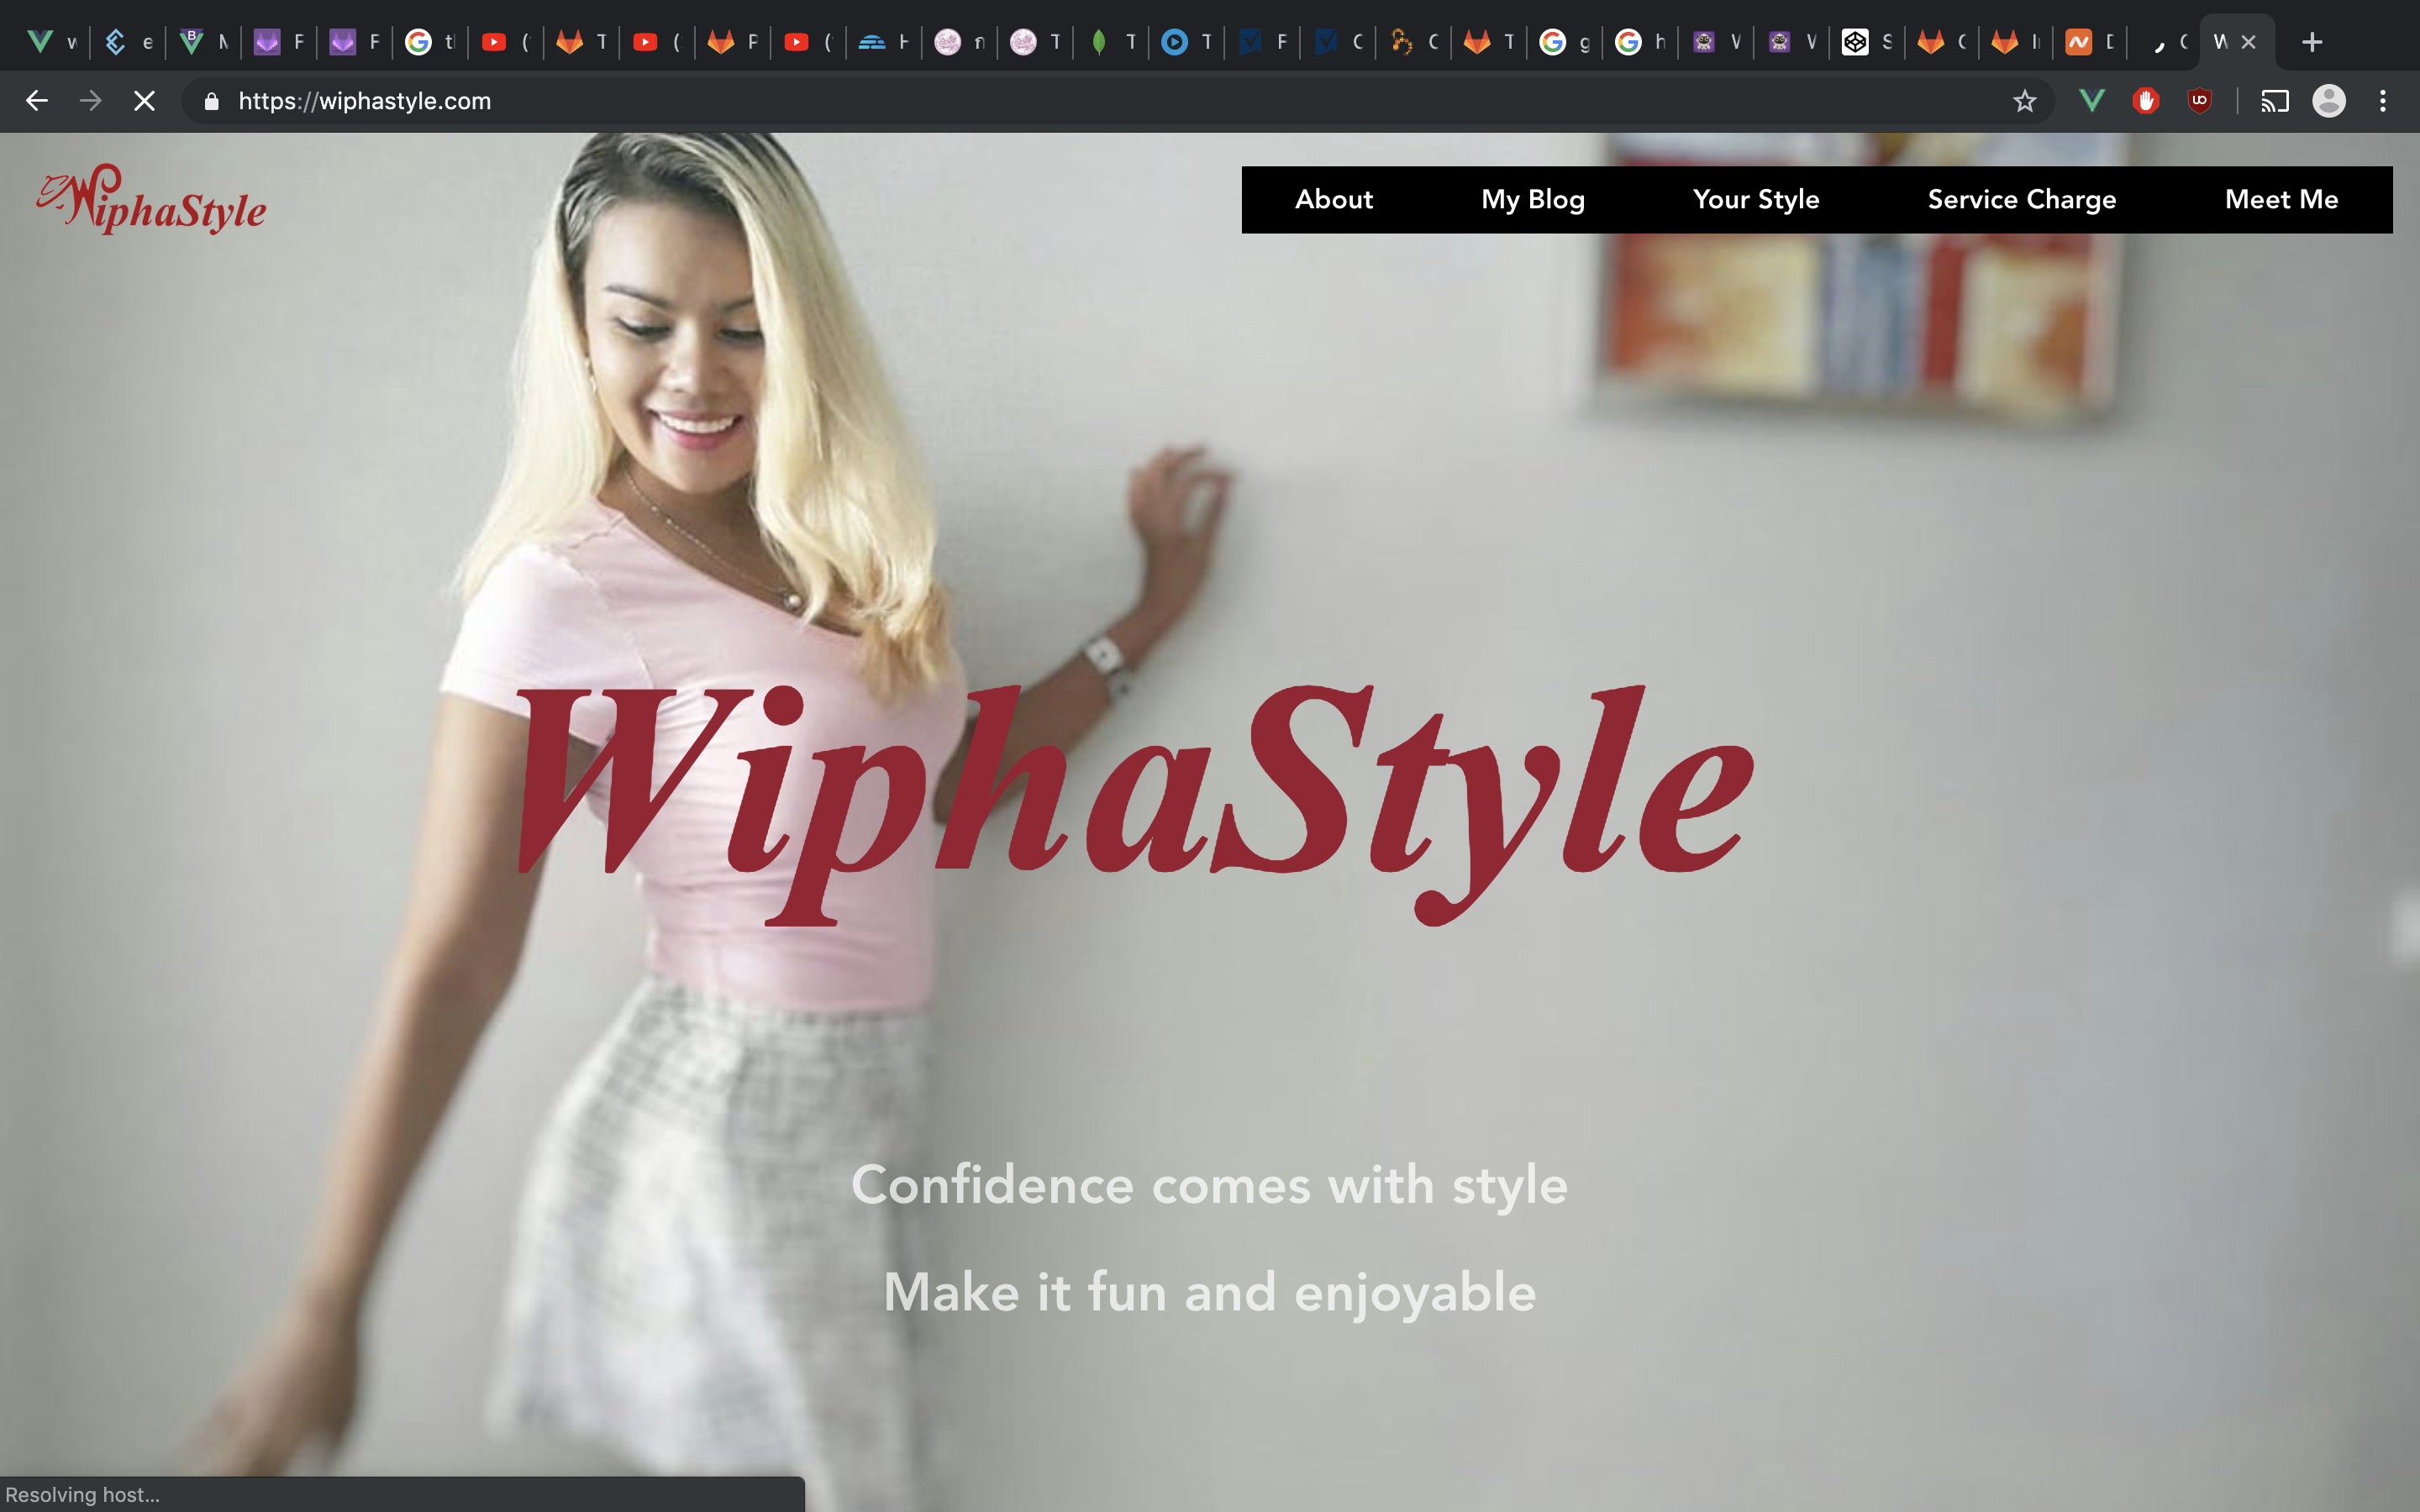 https://wiphastyle.com
WiphaStyle
About My Blog Your Style Service Charge Meet Me
WiphaStyle
Confidence comes with style
Make it fun and enjoyable
Resolving host...